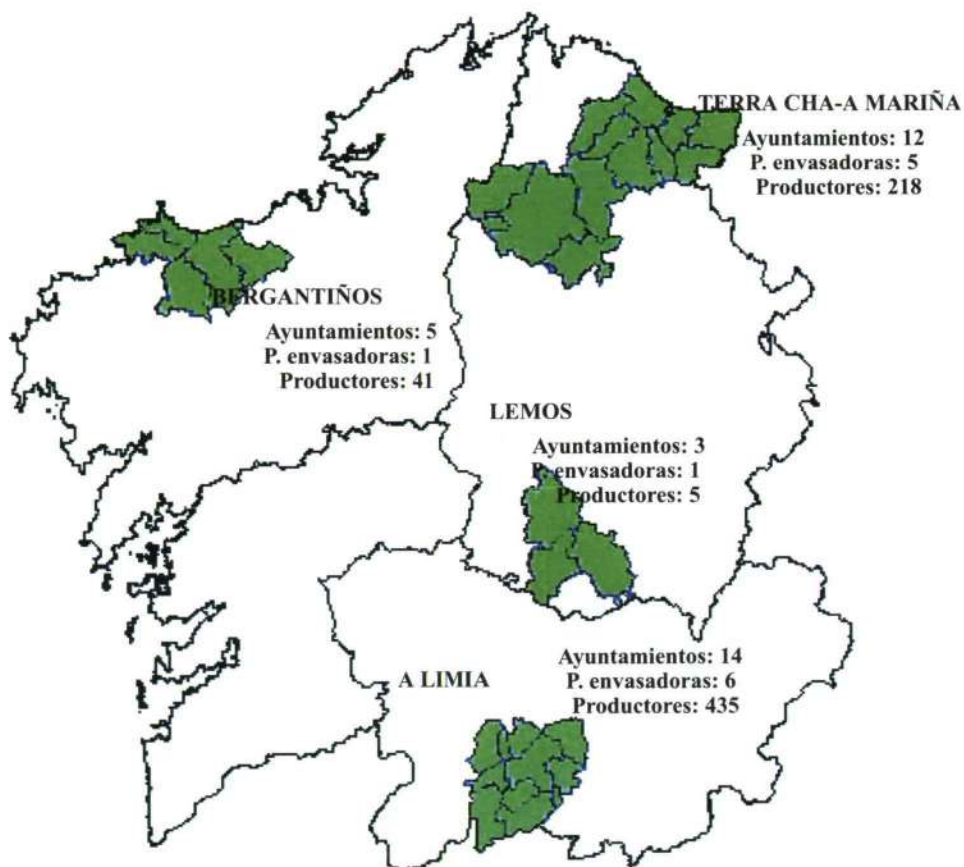 TERRA CHA-A MARIÑA
Ayuntamientos: 12
P. envasadoras: 5
Productores: 218
BERGANTIÑOS
Ayuntamientos: 5
P. envasadoras: 1
Productores: 41
LEMOS
Ayuntamientos: 3
P. envasadoras: 1
Productores: 5
A LIMIA
Ayuntamientos: 14
P. envasadoras: 6
Productores: 435